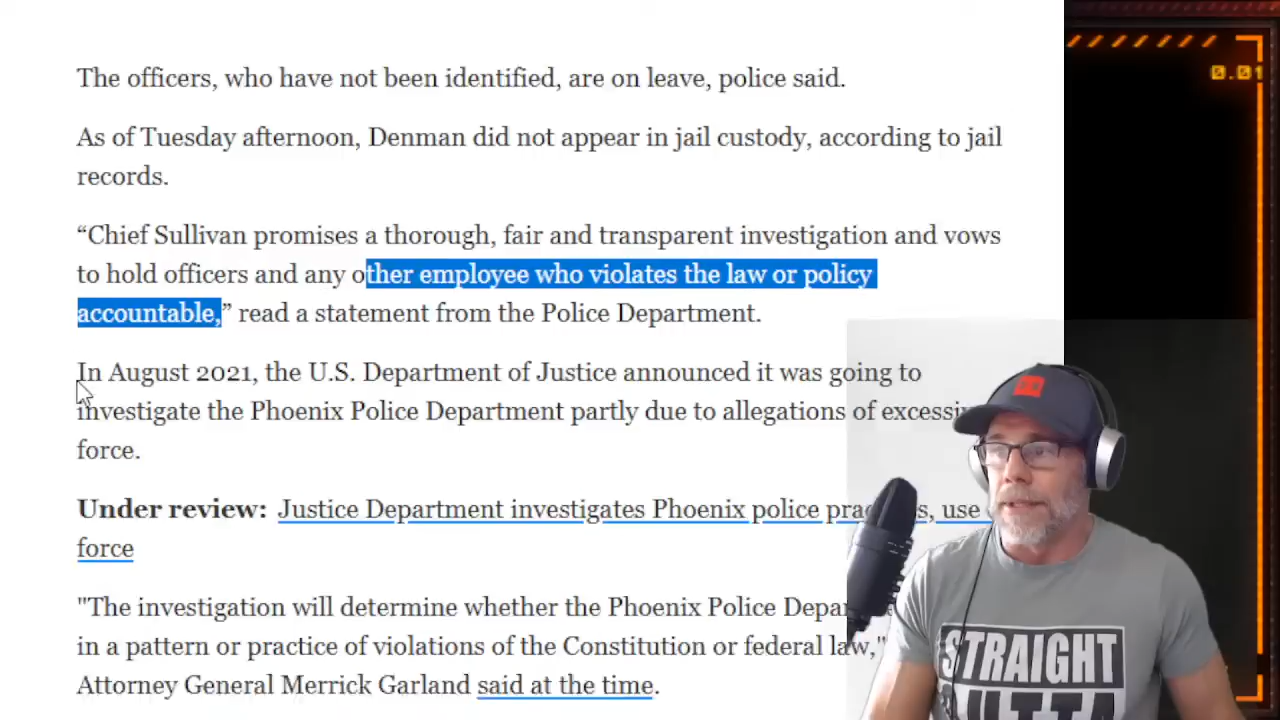 The officers, who have not been identified, are on leave, police said.
0.01
As of Tuesday afternoon, Denman did not appear in jail custody, according to jail
records.
“Chief Sullivan promises a thorough, fair and transparent investigation and vows
to hold officers and any other employee who violates the law or policy
accountable,” read a statement from the Police Department.
In August 2021, the U.S. Department of Justice announced it was going to
investigate the Phoenix Police Department partly due to allegations of
force.
Under review: Justice Department investigates Phoenix police use
force
"The investigation will determine whether the Phoenix Police
in a pattern or practice of violations of the Constitution or federal law,"
Attorney General Merrick Garland said at the time.
STRAIGHT
OUTTA